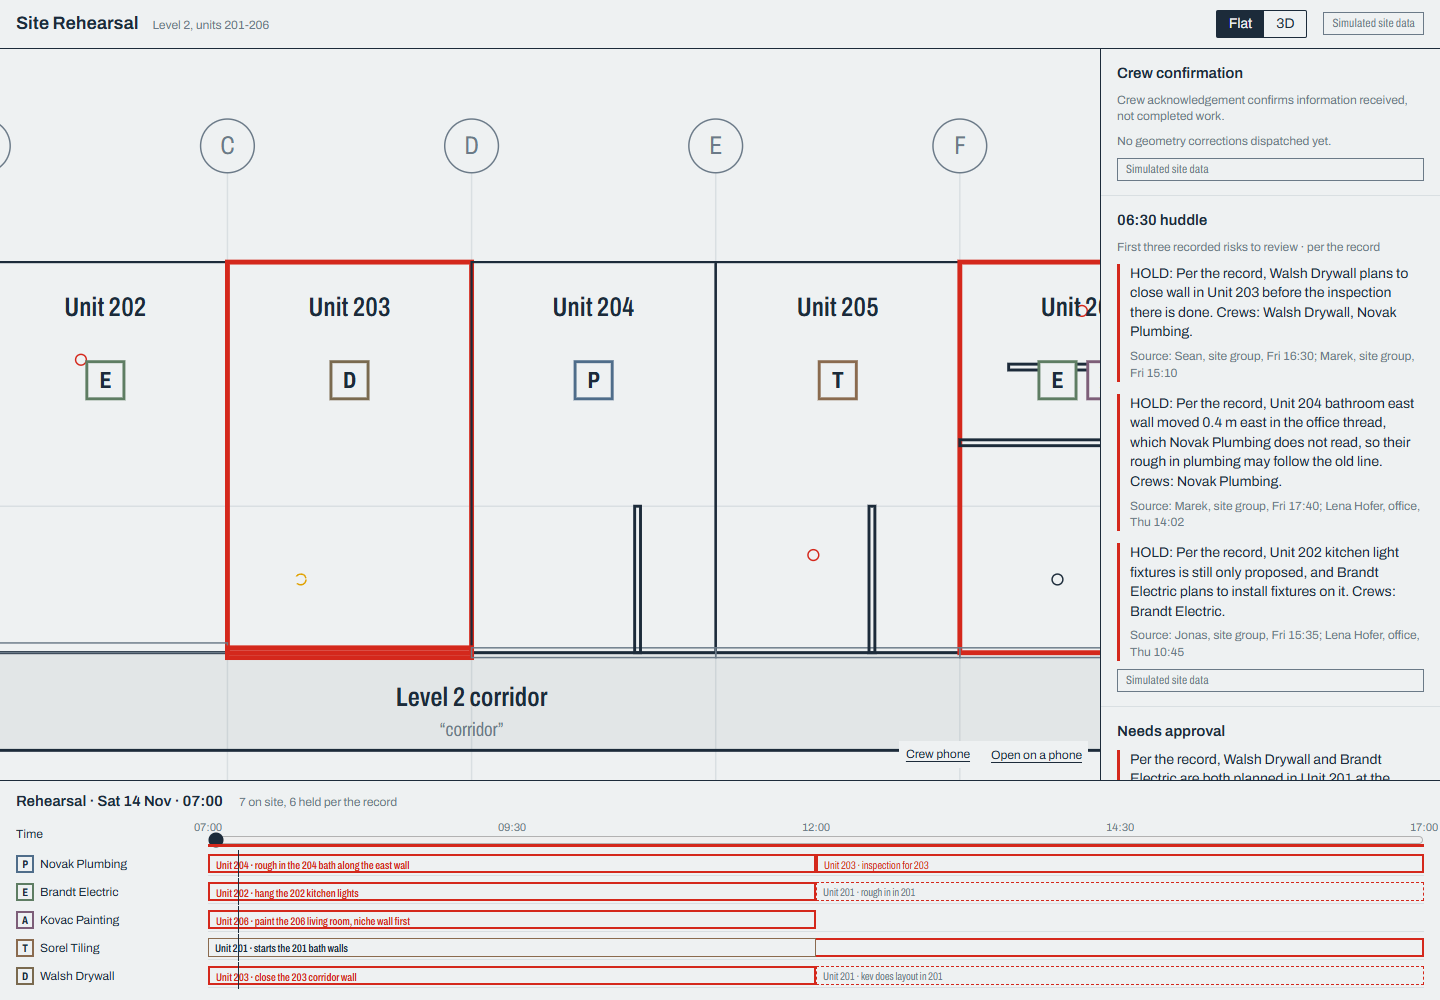 Site Rehearsal
Level 2, units 201-206
Flat
3D
Simulated site data
C
D
E
F
Unit 202
Unit 203
Unit 204
Unit 205
Unit 20
E
D
P
T
E
Level 2 corridor
“corridor”
Crew phone
Open on a phone
Crew confirmation
Crew acknowledgement confirms information received,
not completed work.
No geometry corrections dispatched yet.
Simulated site data
06:30 huddle
First three recorded risks to review · per the record
HOLD: Per the record, Walsh Drywall plans to
close wall in Unit 203 before the inspection
there is done. Crews: Walsh Drywall, Novak
Plumbing.
Source: Sean, site group, Fri 16:30; Marek, site group,
Fri 15:10
HOLD: Per the record, Unit 204 bathroom east
wall moved 0.4 m east in the office thread,
which Novak Plumbing does not read, so their
rough in plumbing may follow the old line.
Crews: Novak Plumbing.
Source: Marek, site group, Fri 17:40; Lena Hofer, office,
Thu 14:02
HOLD: Per the record, Unit 202 kitchen light
fixtures is still only proposed, and Brandt
Electric plans to install fixtures on it. Crews:
Brandt Electric.
Source: Jonas, site group, Fri 15:35; Lena Hofer, office,
Thu 10:45
Simulated site data
Needs approval
Per the record, Walsh Drywall and Brandt
Electric are both planned in Unit 201 at the
Rehearsal · Sat 14 Nov · 07:00
7 on site, 6 held per the record
Time
07:00
09:30
12:00
14:30
17:00
P
Novak Plumbing
Unit 204 · rough in the 204 bath along the east wall
Unit 203 · inspection for 203
E
Brandt Electric
Unit 202 · hang the 202 kitchen lights
Unit 201 · rough in in 201
A
Kovac Painting
Unit 206 · paint the 206 living room, niche wall first
T
Sorel Tiling
Unit 201 · starts the 201 bath walls
D
Walsh Drywall
Unit 203 · close the 203 corridor wall
Unit 201 · kev does layout in 201